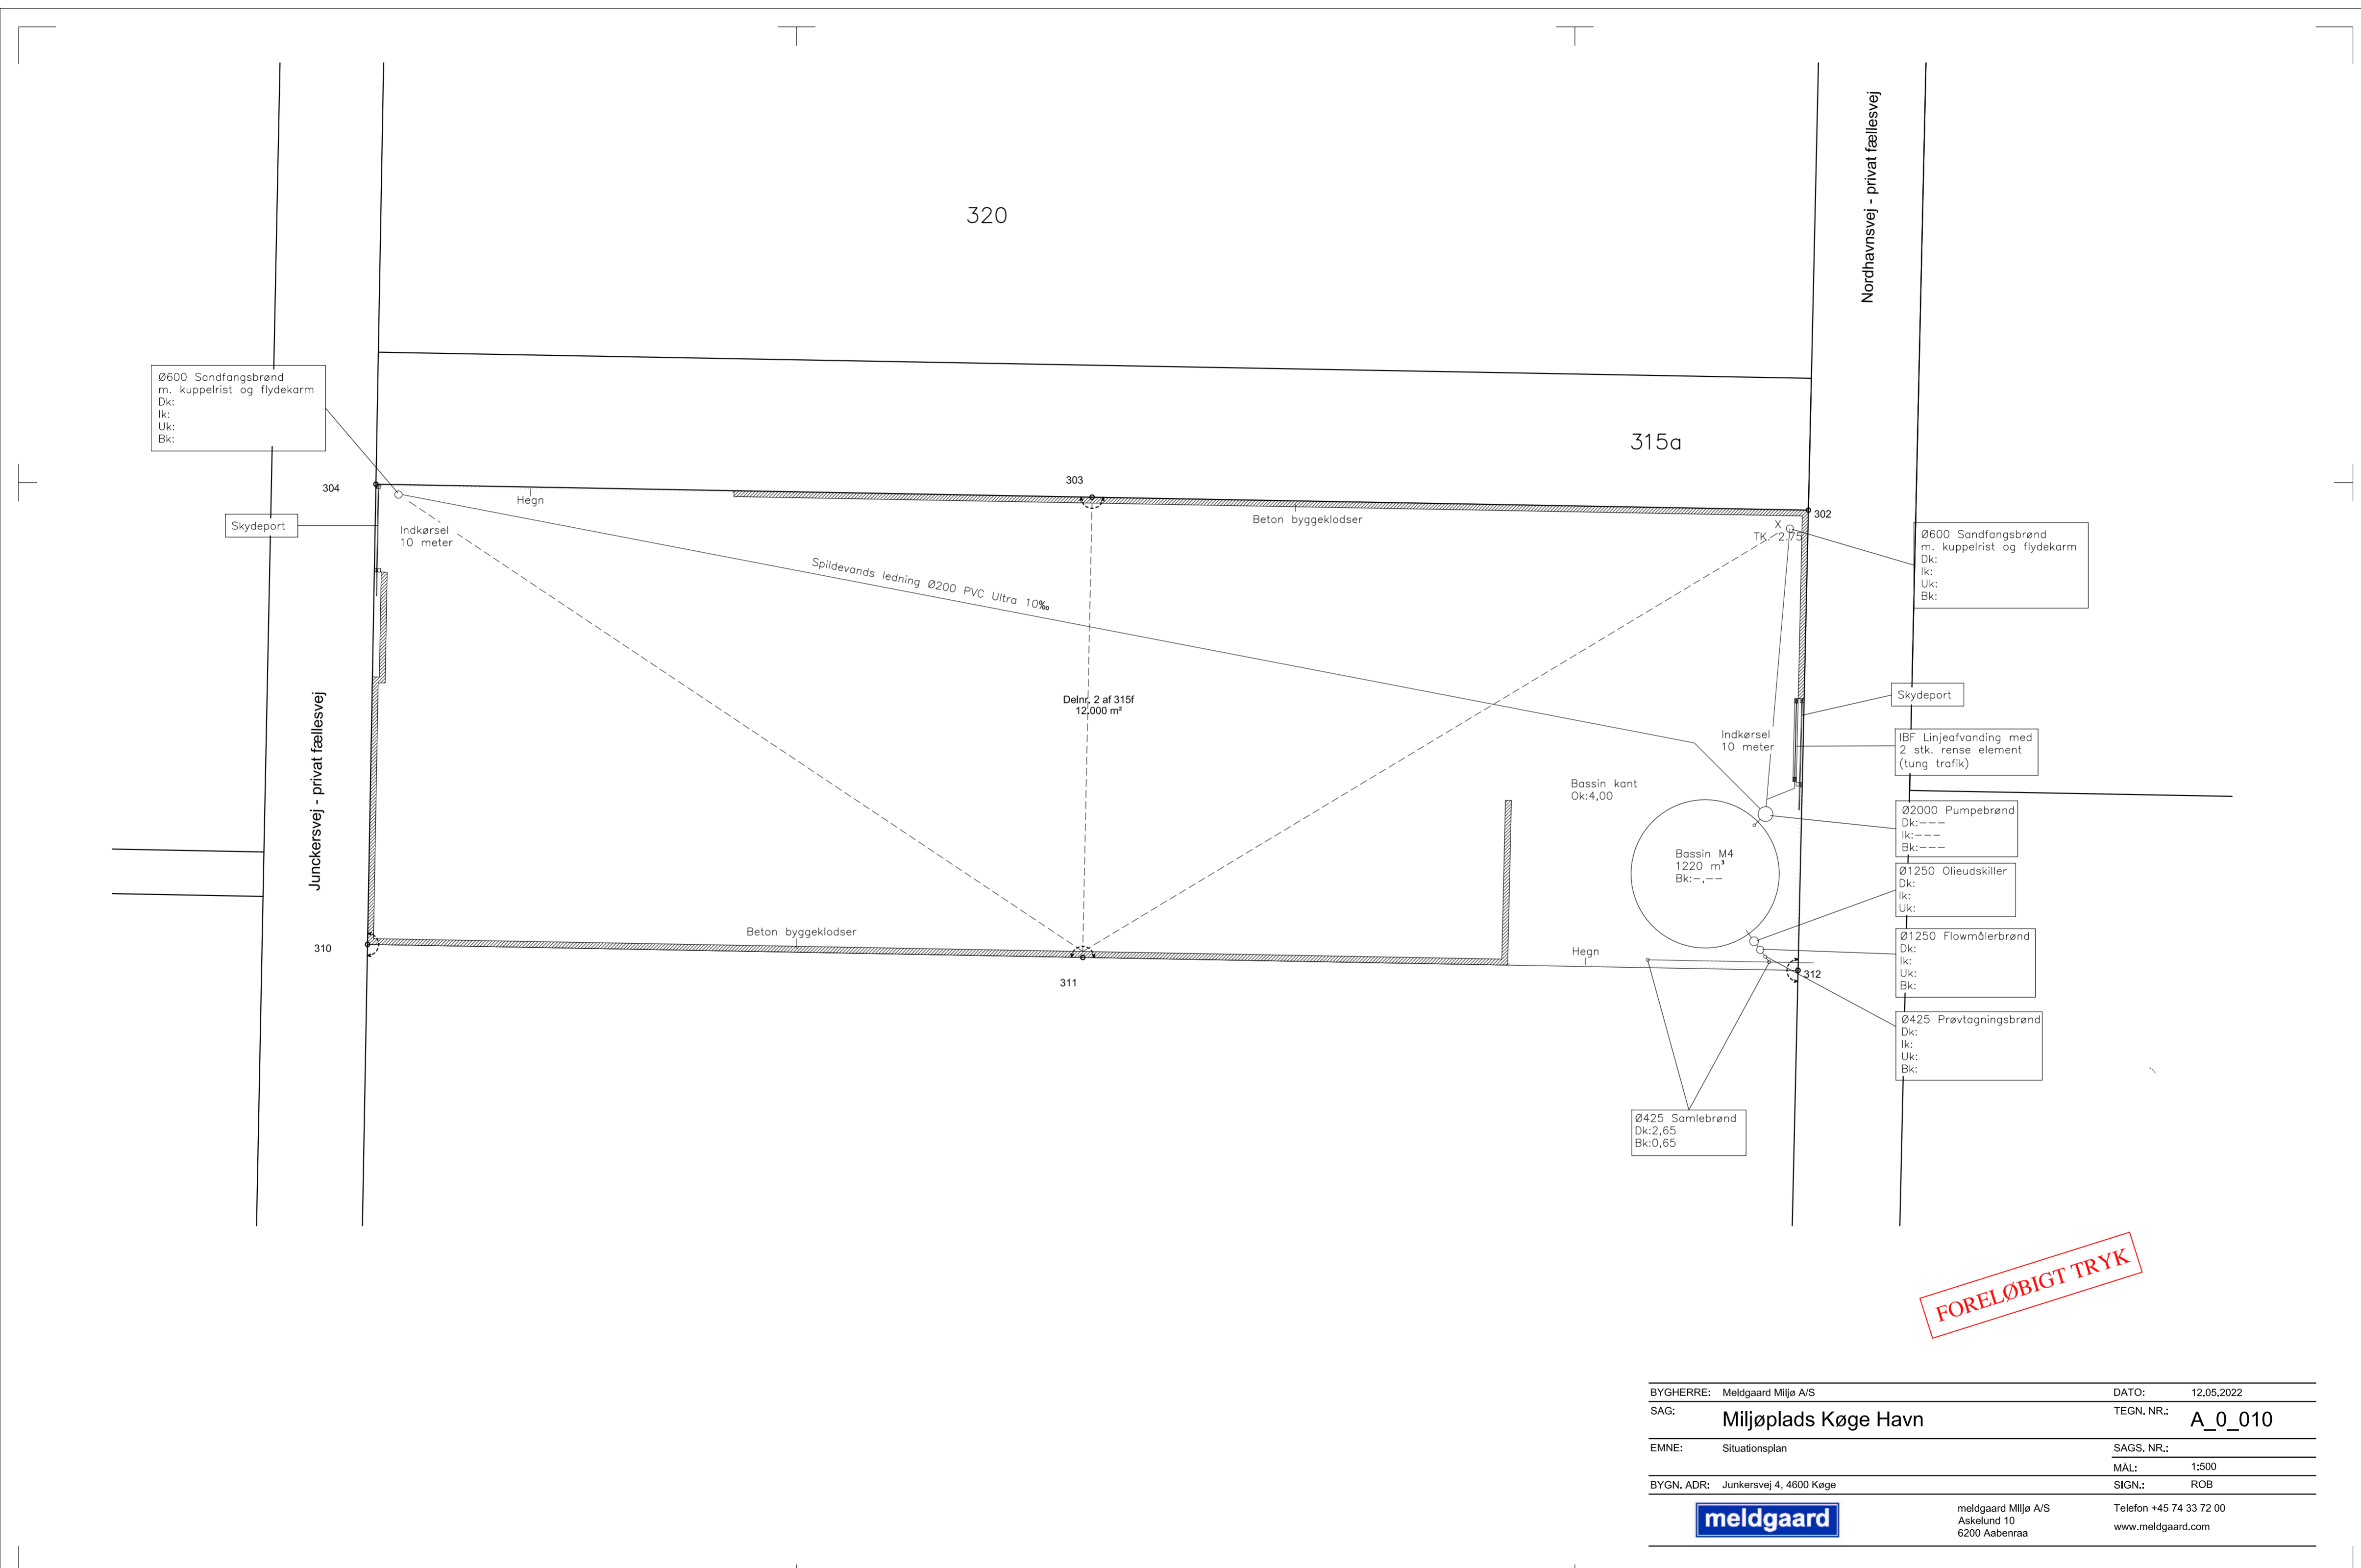 Nordhavnsvej - privat fællesvej
320
Ø600 Sandfangsbrønd
m. kuppelrist og flydekarm
Dk:
Ik:
Uk:
Bk:
315a
304
303
302
Hegn
Beton byggeklodser
Skydeport
Indkørsel
10 meter
X
TK. 2.75
Ø600 Sandfangsbrønd
m. kuppelrist og flydekarm
Dk:
Ik:
Uk:
Bk:
Spildevands ledning Ø200 PVC Ultra 10‰
Junckersvej - privat fællesvej
Delnr. 2 af 315f
12.000 m²
Skydeport
Indkørsel
10 meter
IBF Linjeafvanding med
2 stk. rense element
(tung trafik)
Bassin kant
Ok:4,00
Ø2000 Pumpebrønd
Dk:---
Ik:---
Bk:---
Bassin M4
1220 m³
Bk:-,--
Ø1250 Olieudskiller
Dk:
Ik:
Uk:
Beton byggeklodser
310
311
Hegn
312
Ø1250 Flowmålerbrønd
Dk:
Ik:
Uk:
Bk:
Ø425 Prøvtagningsbrønd
Dk:
Ik:
Uk:
Bk:
Ø425 Samlebrønd
Dk:2,65
Bk:0,65
FORELØBIGT TRYK
BYGHERRE: Meldgaard Miljø A/S DATO: 12.05.2022
SAG: Miljøplads Køge Havn TEGN. NR.: A_0_010
EMNE: Situationsplan SAGS. NR.:
MÅL: 1:500
BYGN. ADR: Junkersvej 4, 4600 Køge SIGN.: ROB
meldgaard
meldgaard Miljø A/S
Askelund 10
6200 Aabenraa
Telefon +45 74 33 72 00
www.meldgaard.com